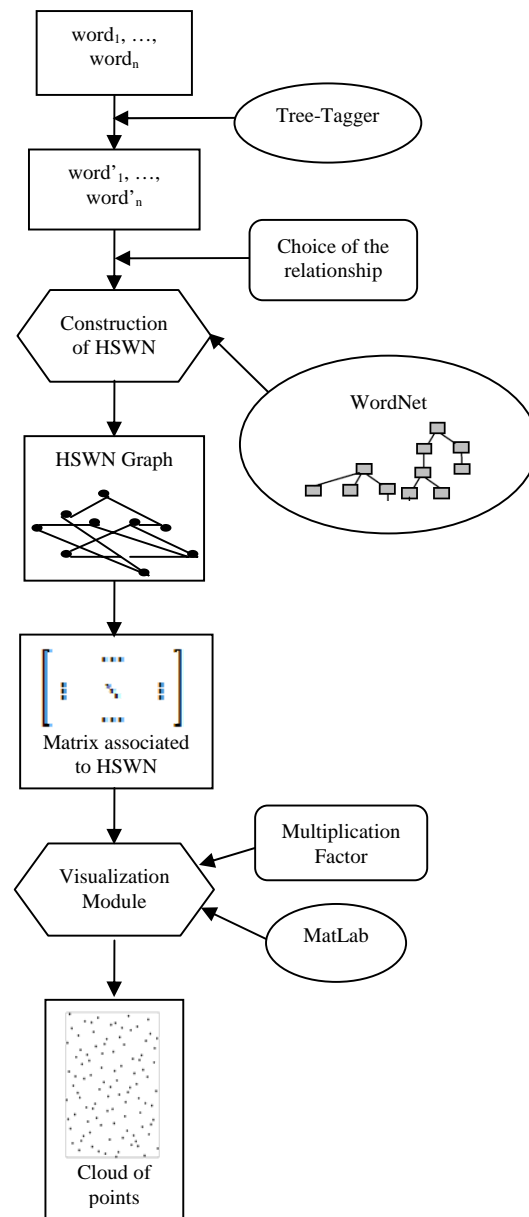 word₁, …,
wordₙ
Tree-Tagger
word’₁, …,
word’ₙ
Choice of the
relationship
Construction
of HSWN
WordNet
HSWN Graph
Matrix associated
to HSWN
Multiplication
Factor
Visualization
Module
MatLab
Cloud of
points